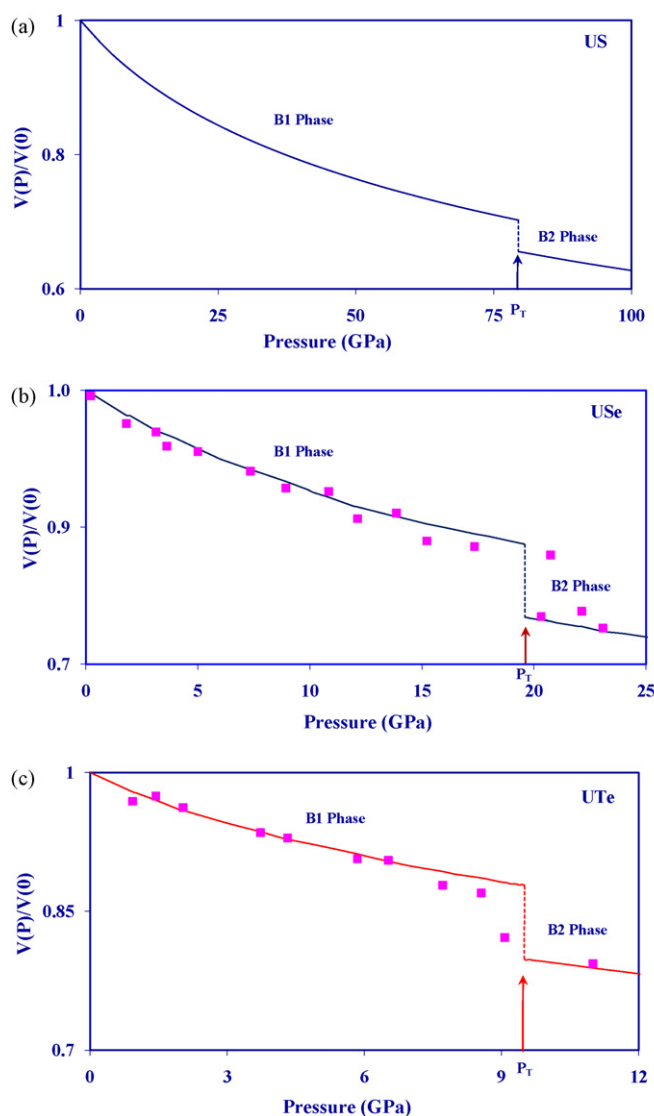 (a)
US
1
0.8
0.6
V(P)/V(0)
B1 Phase
B2 Phase
0 25 50 75 P_T 100
Pressure (GPa)
(b)
USe
1.0
0.9
0.7
V(P)/V(0)
B1 Phase
B2 Phase
0 5 10 15 20 25
P_T
Pressure (GPa)
(c)
UTe
1
0.85
0.7
V(P)/V(0)
B1 Phase
B2 Phase
0 3 6 9 P_T 12
Pressure (GPa)